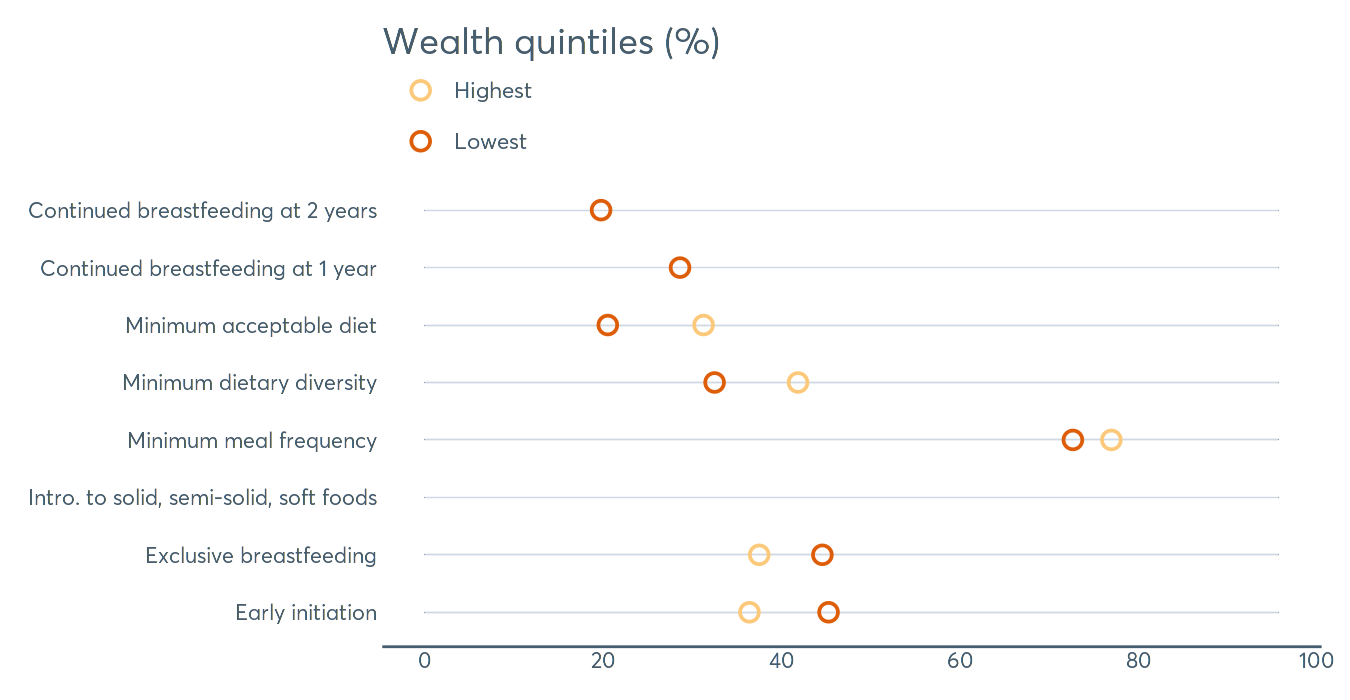 Wealth quintiles (%)
Highest
Lowest
Continued breastfeeding at 2 years
Continued breastfeeding at 1 year
Minimum acceptable diet
Minimum dietary diversity
Minimum meal frequency
Intro. to solid, semi-solid, soft foods
Exclusive breastfeeding
Early initiation
0 20 40 60 80 100